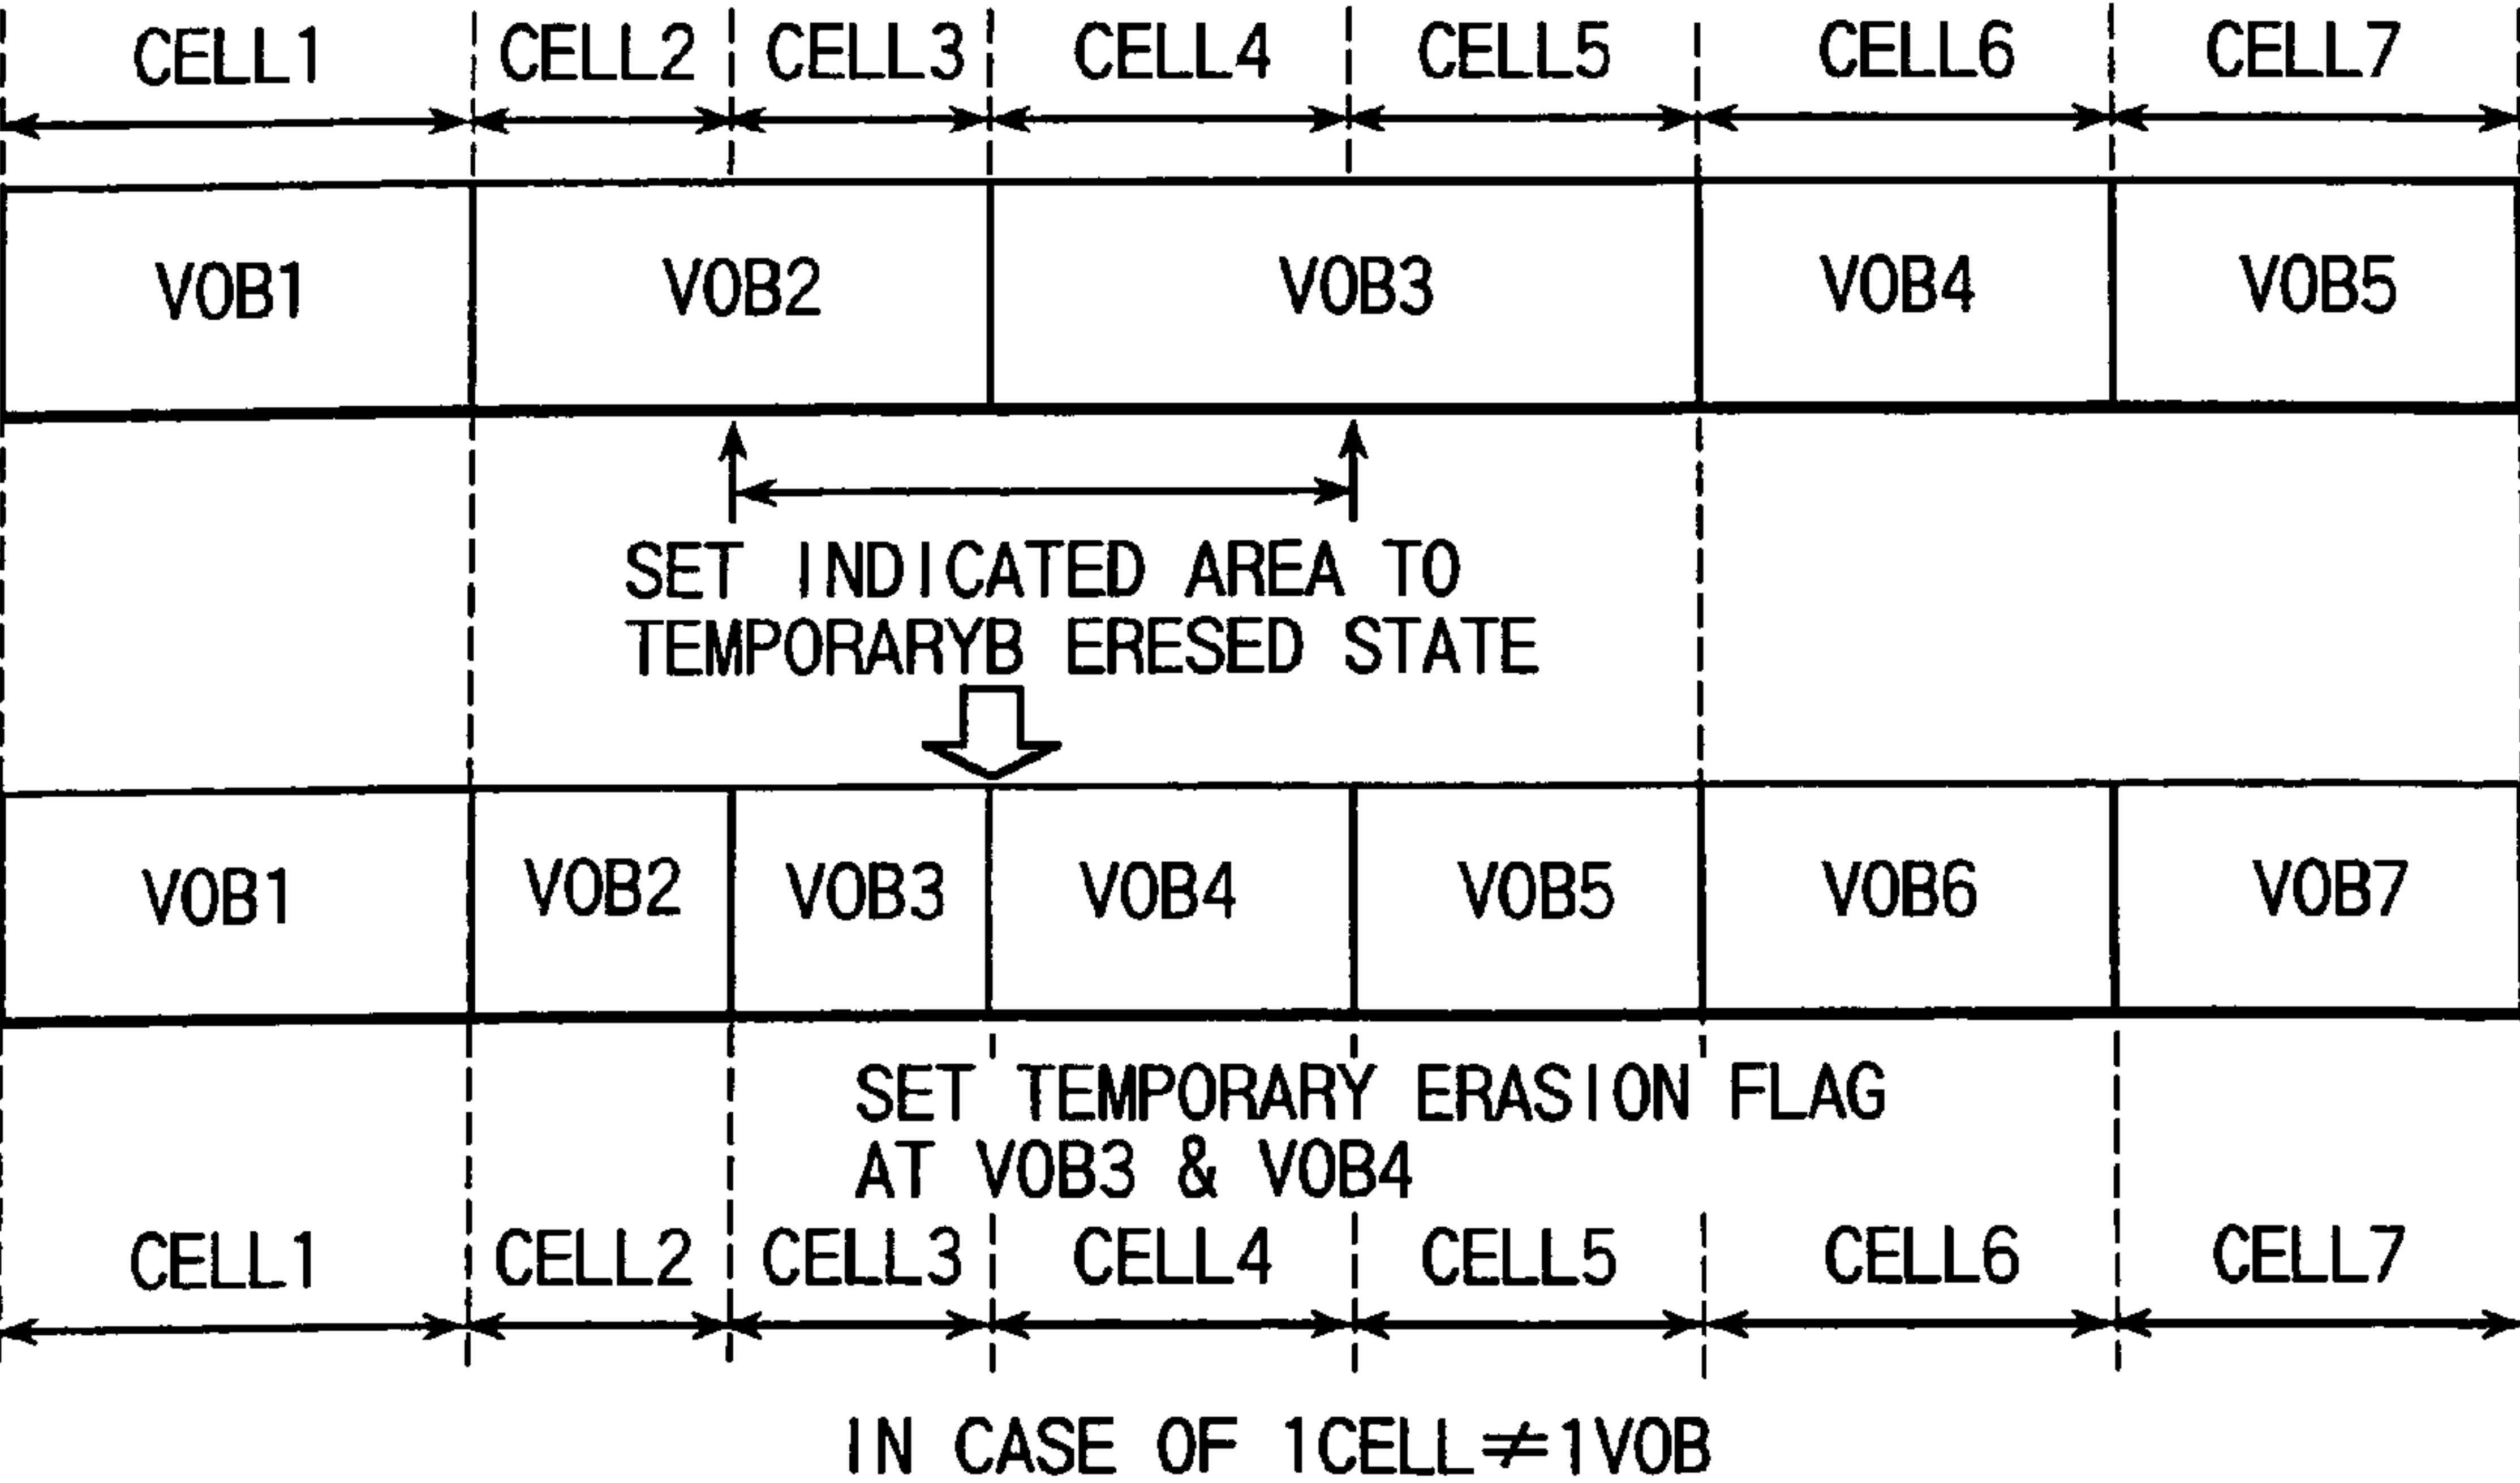 CELL1 CELL2 CELL3 CELL4 CELL5 CELL6 CELL7
VOB1 VOB2 VOB3 VOB4 VOB5
SET INDICATED AREA TO
TEMPORARYB ERESED STATE
VOB1 VOB2 VOB3 VOB4 VOB5 VOB6 VOB7
SET TEMPORARY ERASION FLAG
AT VOB3 & VOB4
CELL1 CELL2 CELL3 CELL4 CELL5 CELL6 CELL7
IN CASE OF 1CELL≠1VOB